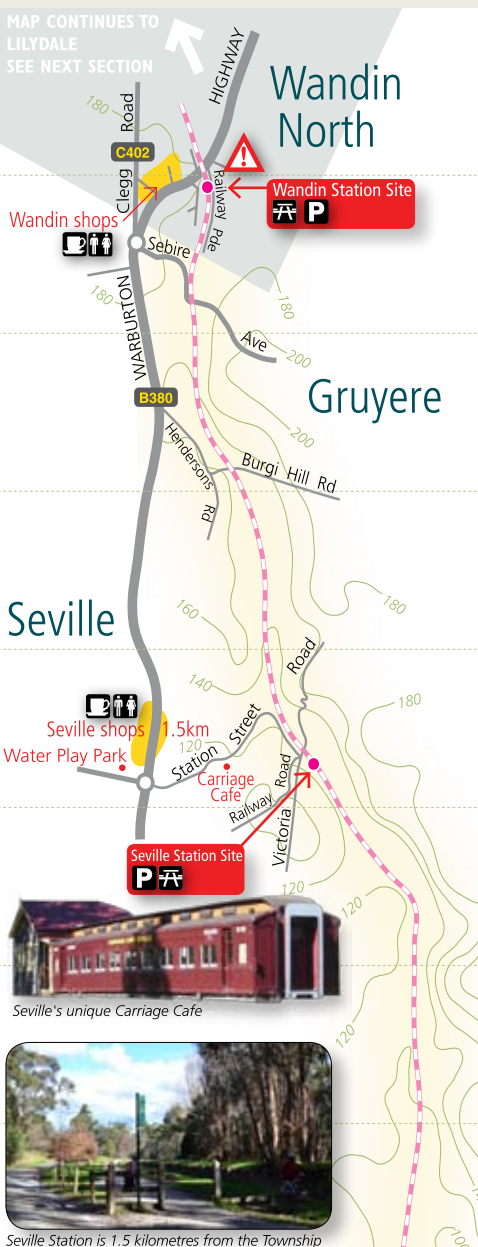 MAP CONTINUES TO
LILYDALE
SEE NEXT SECTION
HIGHWAY
Wandin
North
180
Road
C402
Clegg
Railway Pde
Wandin Station Site
P
Wandin shops
Sebire
180
WARBURTON
180
Ave
200
B380
Gruyere
200
Hendersons
Rd
Burgi Hill Rd
160
180
Seville
Road
140
180
Seville shops 1.5km
Water Play Park
120
Station Street
Carriage
Cafe
Railway Road
Victoria
Seville Station Site
P
120
120
Seville's unique Carriage Cafe
120
100
Seville Station is 1.5 kilometres from the Township